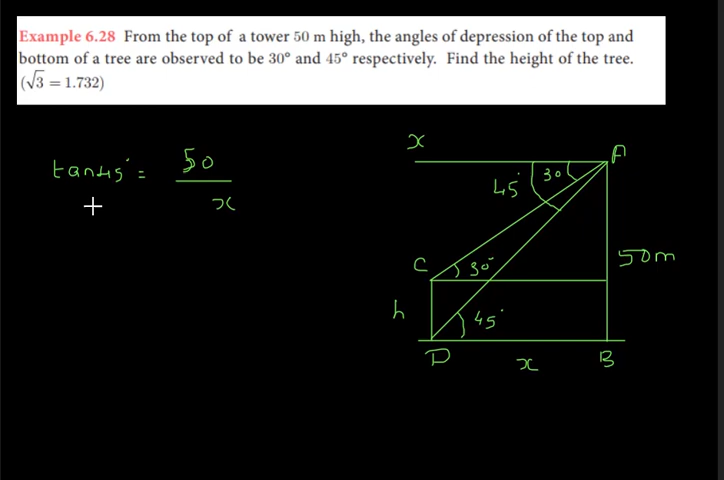 Example 6.28 From the top of a tower 50 m high, the angles of depression of the top and
bottom of a tree are observed to be 30° and 45° respectively. Find the height of the tree.
(√3 = 1.732)
tan45° = 50/x
x
A
45°
30
C
30°
50m
h
45°
D
x
B